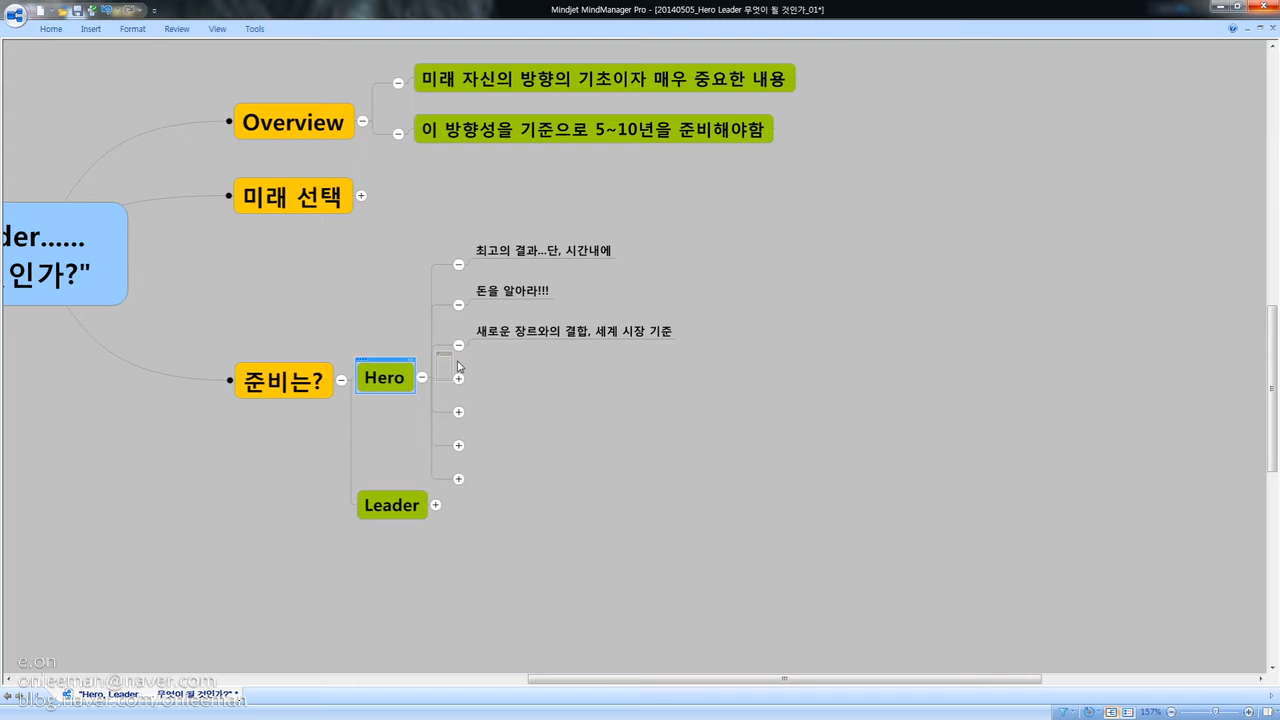 Mindjet MindManager Pro - [20140505_Hero Leader 무엇이 될 것인가_01*]
Home Insert Format Review View Tools
미래 자신의 방향의 기초이자 매우 중요한 내용
Overview
이 방향성을 기준으로 5~10년을 준비해야함
미래 선택
der......
인가?"
최고의 결과...단, 시간내에
돈을 알아라!!!
새로운 장르와의 결합, 세계 시장 기준
준비는?
Hero
Leader
e.on
onleeman@naver.com
blog.naver.com/onleeman
"Hero, Leader...... 무엇이 될 것인가?" *
157%